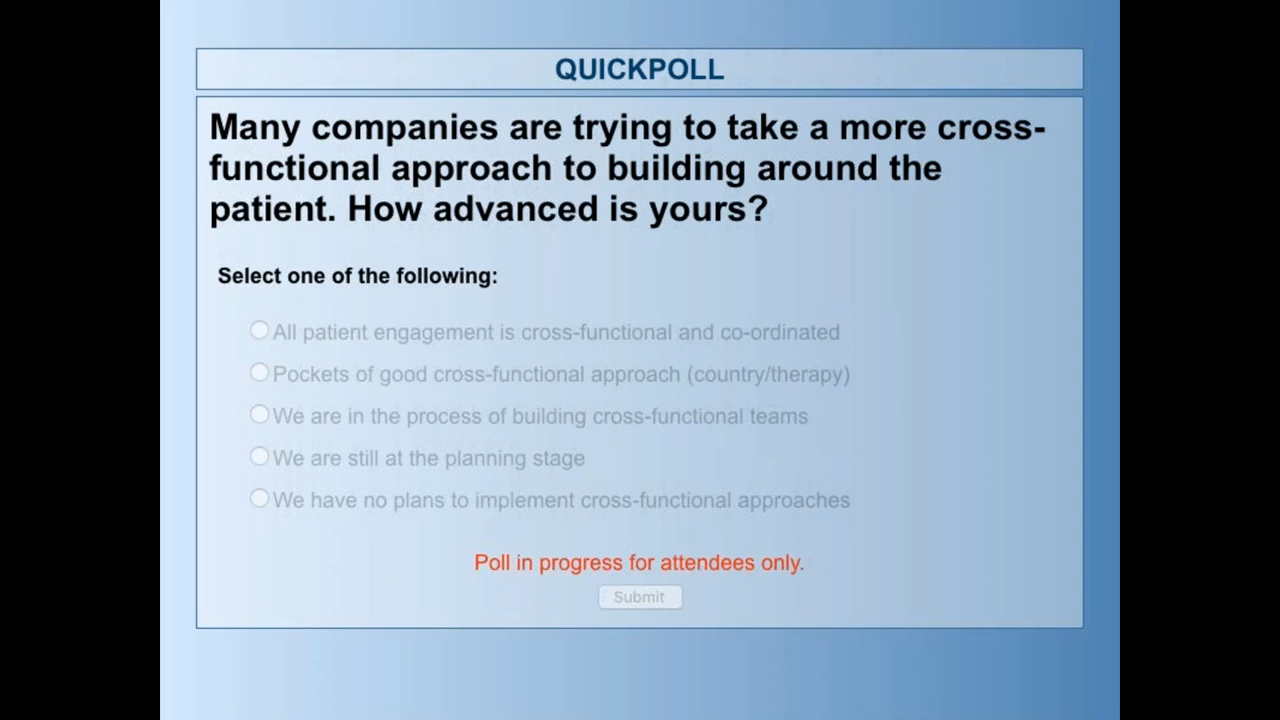 QUICKPOLL
Many companies are trying to take a more cross-
functional approach to building around the
patient. How advanced is yours?
Select one of the following:
All patient engagement is cross-functional and co-ordinated
Pockets of good cross-functional approach (country/therapy)
We are in the process of building cross-functional teams
We are still at the planning stage
We have no plans to implement cross-functional approaches
Poll in progress for attendees only.
Submit